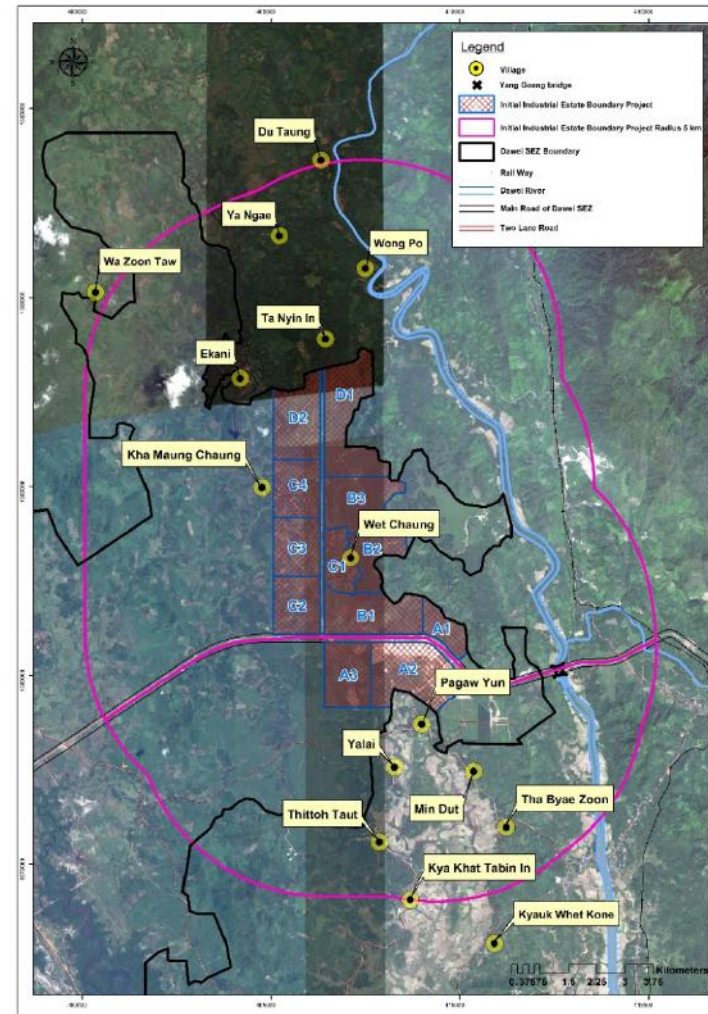 Legend
Village
Yang Goeng bridge
Initial Industrial Estate Boundary Project
Initial Industrial Estate Boundary Project Radius 5 km
Dawei SEZ Boundary
Rail Way
Dawei River
Main Road of Dawei SEZ
Two Lane Road
Du Taung
Ya Ngae
Wong Po
Wa Zoon Taw
Ta Nyin In
Ekani
D1
D2
Kha Maung Chaung
C4
B3
Wet Chaung
C3
C1
B2
C2
B1
A1
A3
A2
Pagaw Yun
Yalai
Min Dut
Tha Byae Zoon
Thittoh Taut
Kya Khat Tabin In
Kyauk Whet Kone
Kilometers